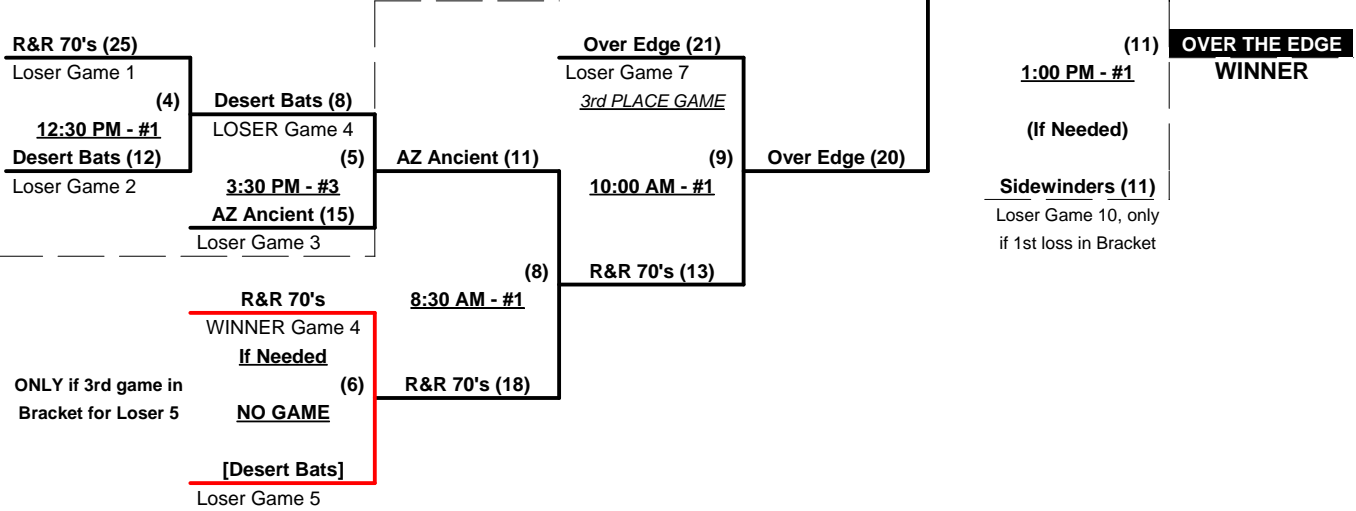 R&R 70's (25)
Loser Game 1
(4)
12:30 PM - #1
Desert Bats (12)
Loser Game 2
Desert Bats (8)
LOSER Game 4
(5)
3:30 PM - #3
AZ Ancient (15)
Loser Game 3
R&R 70's
WINNER Game 4
If Needed
ONLY if 3rd game in
Bracket for Loser 5
(6)
NO GAME
[Desert Bats]
Loser Game 5
AZ Ancient (11)
(8)
8:30 AM - #1
R&R 70's (18)
Over Edge (21)
Loser Game 7
3rd PLACE GAME
(9)
10:00 AM - #1
R&R 70's (13)
Over Edge (20)
(11)
1:00 PM - #1
(If Needed)
Sidewinders (11)
Loser Game 10, only
if 1st loss in Bracket
OVER THE EDGE
WINNER